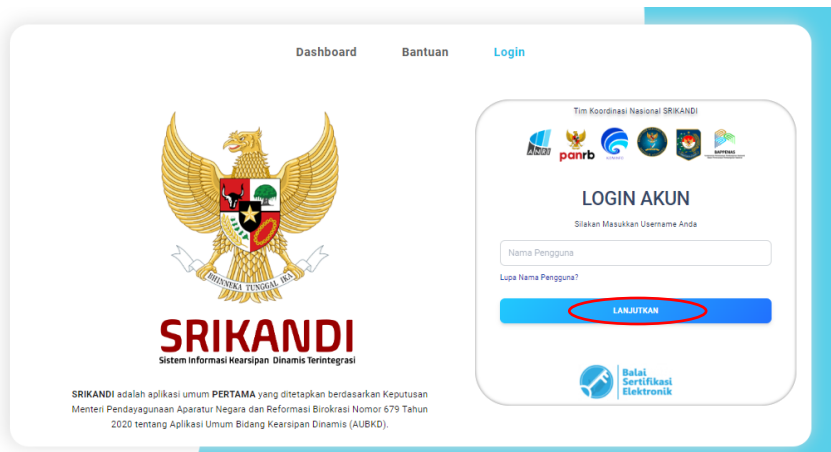 Dashboard Bantuan Login
Tim Koordinasi Nasional SRIKANDI
ANRI panrb BAPPENAS
LOGIN AKUN
Silakan Masukkan Username Anda
Nama Pengguna
Lupa Nama Pengguna?
LANJUTKAN
Balai
Sertifikasi
Elektronik
BHINNEKA TUNGGAL IKA
SRIKANDI
Sistem Informasi Kearsipan Dinamis Terintegrasi
SRIKANDI adalah aplikasi umum PERTAMA yang ditetapkan berdasarkan Keputusan
Menteri Pendayagunaan Aparatur Negara dan Reformasi Birokrasi Nomor 679 Tahun
2020 tentang Aplikasi Umum Bidang Kearsipan Dinamis (AUBKD).